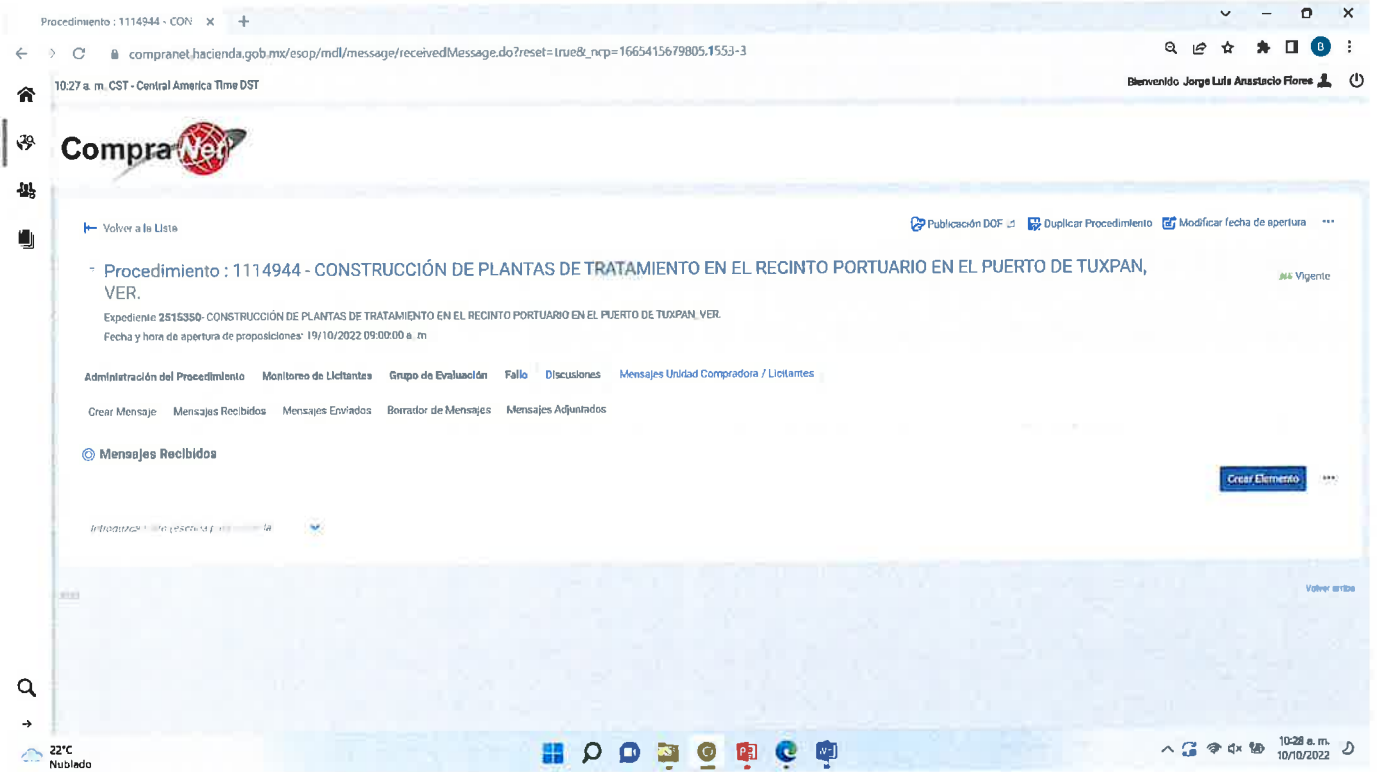 Procedimiento : 1114944 - CON
compranet.hacienda.gob.mx/esop/mdl/message/receivedMessage.do?reset=true&_ncp=1665415679805.1553-3
B
10:27 a. m. CST - Central America Time DST
Bienvenido Jorge Luis Anastacio Flores
CompraNet
Volver a la Lista
Publicación DOF
Duplicar Procedimiento
Modificar fecha de apertura
Procedimiento : 1114944 - CONSTRUCCIÓN DE PLANTAS DE TRATAMIENTO EN EL RECINTO PORTUARIO EN EL PUERTO DE TUXPAN,
VER.
Vigente
Expediente 2515350- CONSTRUCCIÓN DE PLANTAS DE TRATAMIENTO EN EL RECINTO PORTUARIO EN EL PUERTO DE TUXPAN, VER.
Fecha y hora de apertura de proposiciones: 19/10/2022 09:00:00 a. m
Administración del Procedimiento Monitoreo de Licitantes Grupo de Evaluación Fallo Discusiones Mensajes Unidad Compradora / Licitantes
Crear Mensaje Mensajes Recibidos Mensajes Enviados Borrador de Mensajes Mensajes Adjuntados
Mensajes Recibidos
Crear Elemento
Volver arriba
22°C
Nublado
10:28 a. m.
10/10/2022